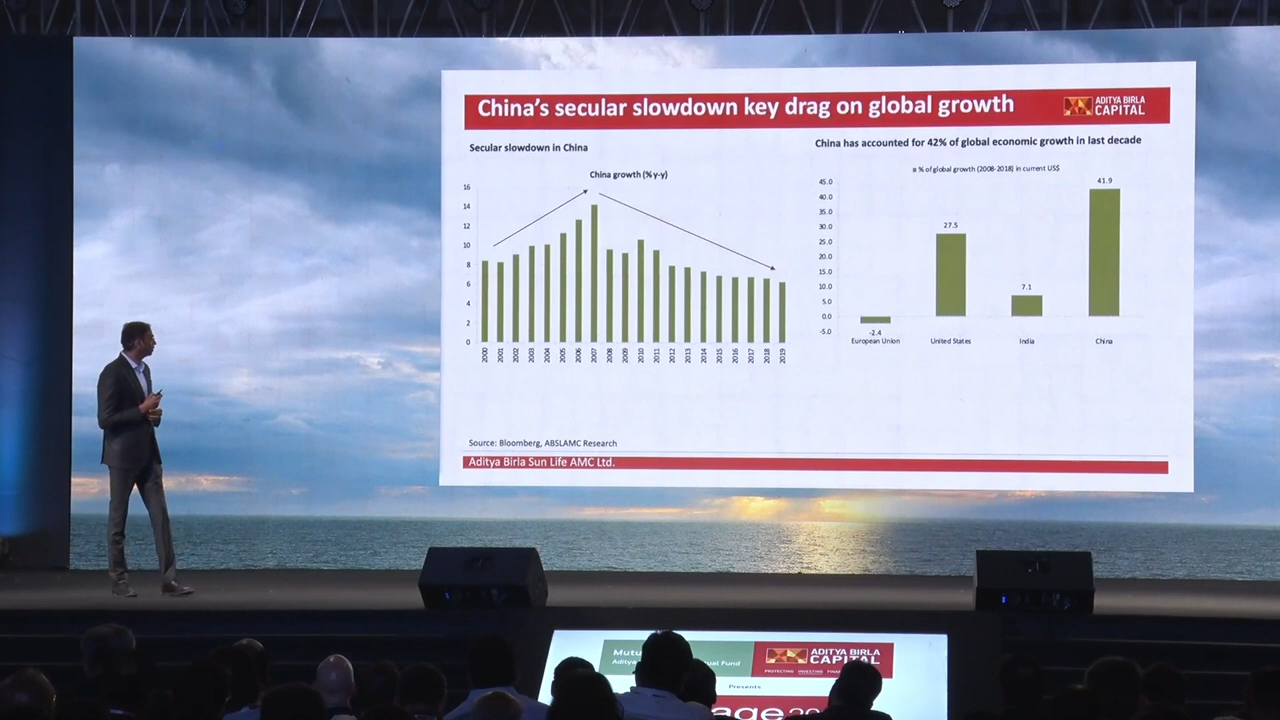 China's secular slowdown key drag on global growth
ADITYA BIRLA
CAPITAL
Secular slowdown in China
China growth (% y-y)
16
14
12
10
8
6
4
2
0
2000 2001 2002 2003 2004 2005 2006 2007 2008 2009 2010 2011 2012 2013 2014 2015 2016 2017 2018 2019
China has accounted for 42% of global economic growth in last decade
% of global growth (2008-2018) in current US$
45.0
40.0
35.0
30.0
25.0
20.0
15.0
10.0
5.0
0.0
-5.0
-2.4
27.5
7.1
41.9
European Union United States India China
Source: Bloomberg, ABSLAMC Research
Aditya Birla Sun Life AMC Ltd.
ADITYA BIRLA
CAPITAL
PROTECTING INVESTING
Fund
Presents